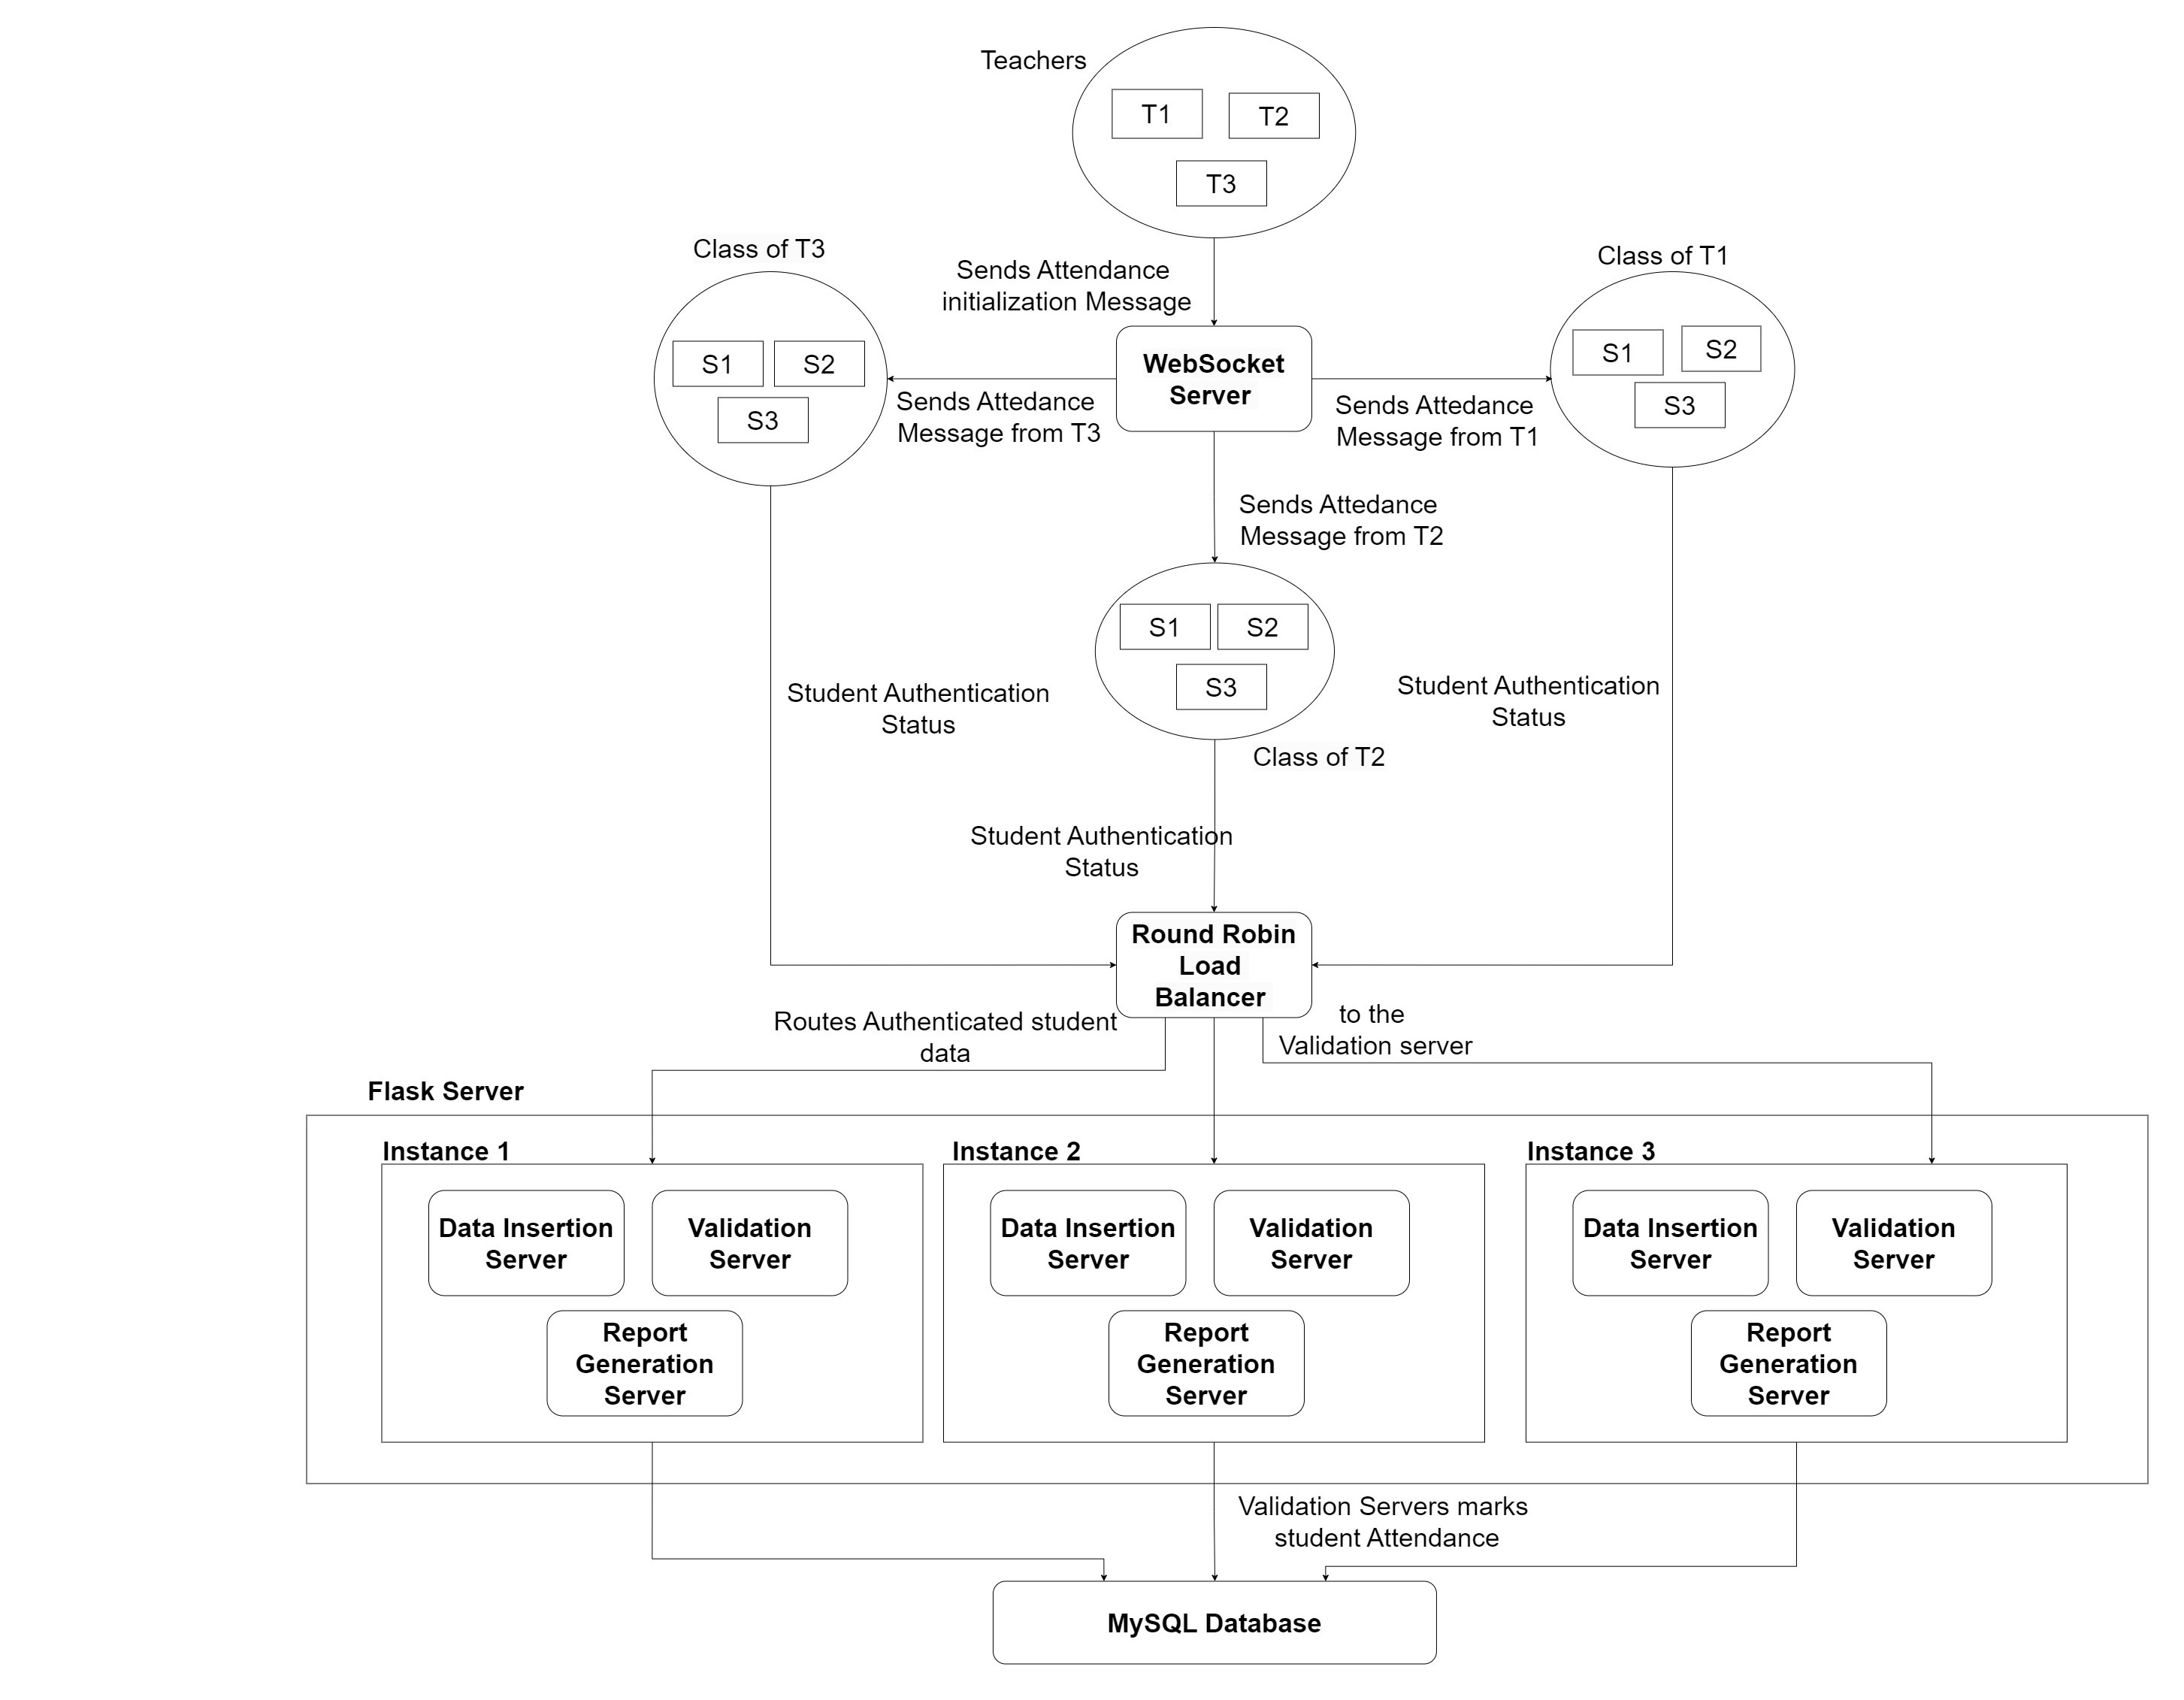 Teachers
T1
T2
T3
Class of T3
Class of T1
Sends Attendance
initialization Message
S1
S2
S3
WebSocket
Server
S1
S2
S3
Sends Attedance
Message from T3
Sends Attedance
Message from T1
Sends Attedance
Message from T2
S1
S2
S3
Student Authentication
Status
Student Authentication
Status
Class of T2
Student Authentication
Status
Round Robin
Load
Balancer
Routes Authenticated student
data
to the
Validation server
Flask Server
Instance 1
Instance 2
Instance 3
Data Insertion
Server
Validation
Server
Report
Generation
Server
Data Insertion
Server
Validation
Server
Report
Generation
Server
Data Insertion
Server
Validation
Server
Report
Generation
Server
Validation Servers marks
student Attendance
MySQL Database